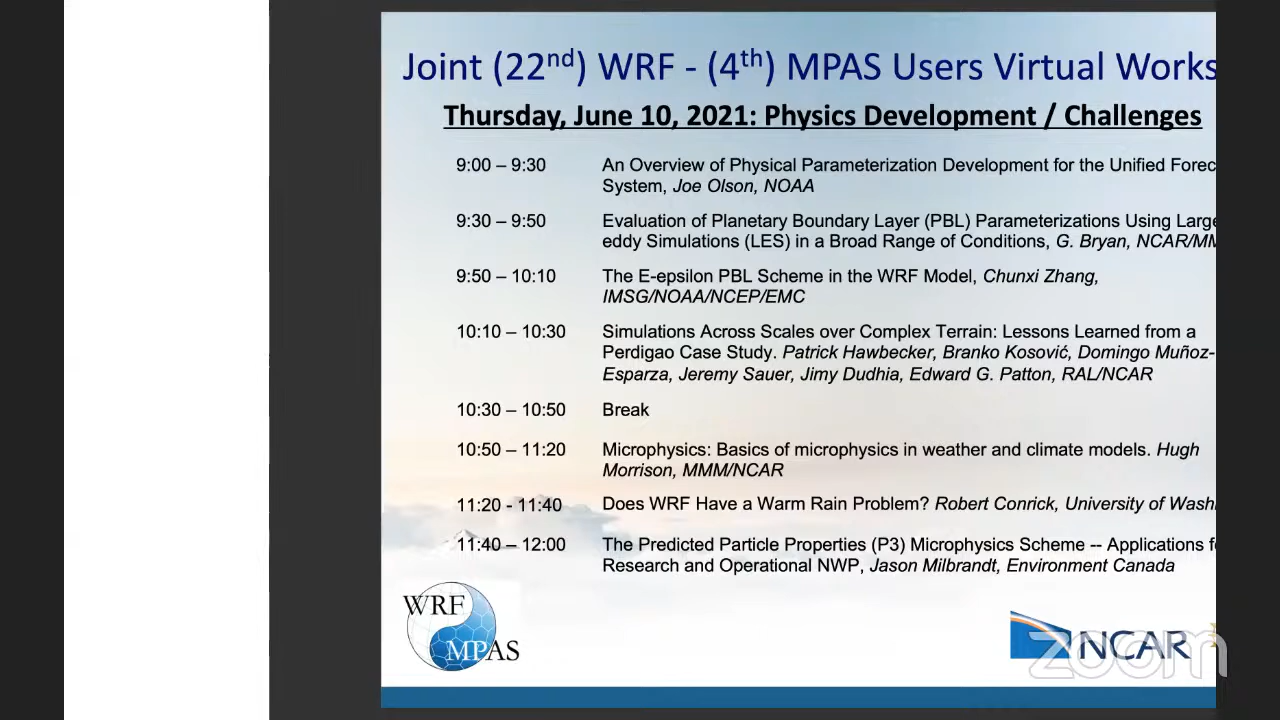 Joint (22nd) WRF - (4th) MPAS Users Virtual Works
Thursday, June 10, 2021: Physics Development / Challenges
9:00 – 9:30 An Overview of Physical Parameterization Development for the Unified Forec
System, Joe Olson, NOAA
9:30 – 9:50 Evaluation of Planetary Boundary Layer (PBL) Parameterizations Using Large
eddy Simulations (LES) in a Broad Range of Conditions, G. Bryan, NCAR/MM
9:50 – 10:10 The E-epsilon PBL Scheme in the WRF Model, Chunxi Zhang,
IMSG/NOAA/NCEP/EMC
10:10 – 10:30 Simulations Across Scales over Complex Terrain: Lessons Learned from a
Perdigao Case Study. Patrick Hawbecker, Branko Kosović, Domingo Muñoz-
Esparza, Jeremy Sauer, Jimy Dudhia, Edward G. Patton, RAL/NCAR
10:30 – 10:50 Break
10:50 – 11:20 Microphysics: Basics of microphysics in weather and climate models. Hugh
Morrison, MMM/NCAR
11:20 - 11:40 Does WRF Have a Warm Rain Problem? Robert Conrick, University of Wash
11:40 – 12:00 The Predicted Particle Properties (P3) Microphysics Scheme -- Applications f
Research and Operational NWP, Jason Milbrandt, Environment Canada
WRF
MPAS
NCAR
zoom